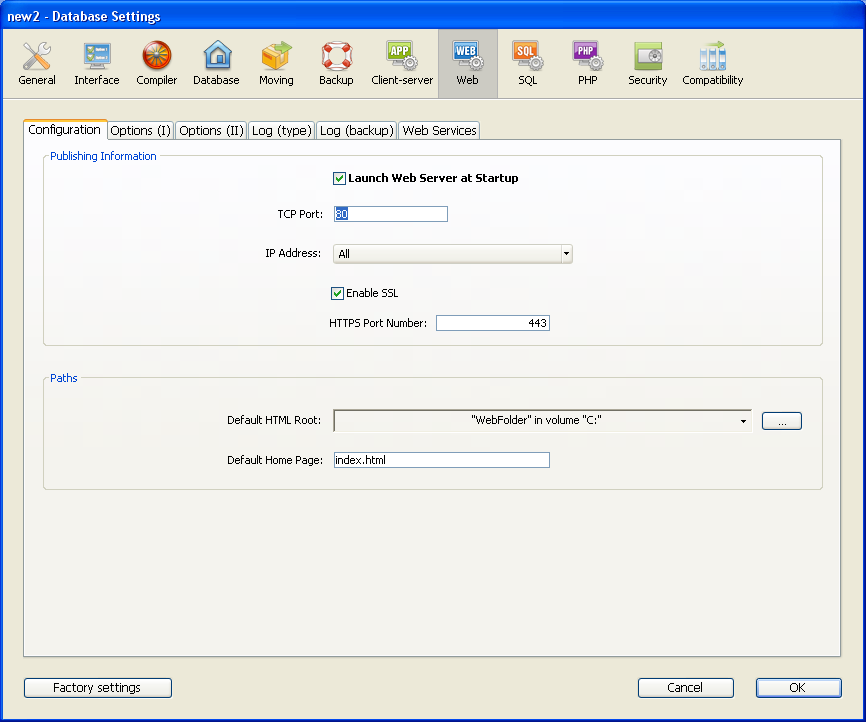 new2 - Database Settings
General Interface Compiler Database Moving Backup Client-server Web SQL PHP Security Compatibility
APP WEB SQL PHP
Configuration Options (I) Options (II) Log (type) Log (backup) Web Services
Publishing Information
Launch Web Server at Startup
TCP Port: 80
IP Address: All
Enable SSL
HTTPS Port Number: 443
Paths
Default HTML Root: "WebFolder" in volume "C:" ...
Default Home Page: index.html
Factory settings Cancel OK